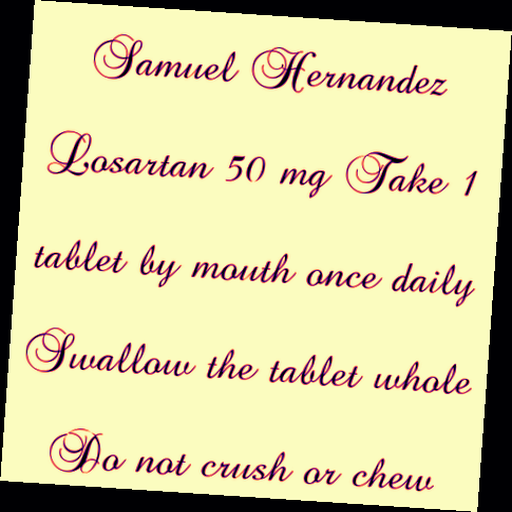 Samuel Hernandez
Losartan 50 mg Take 1
tablet by mouth once daily
Swallow the tablet whole
Do not crush or chew